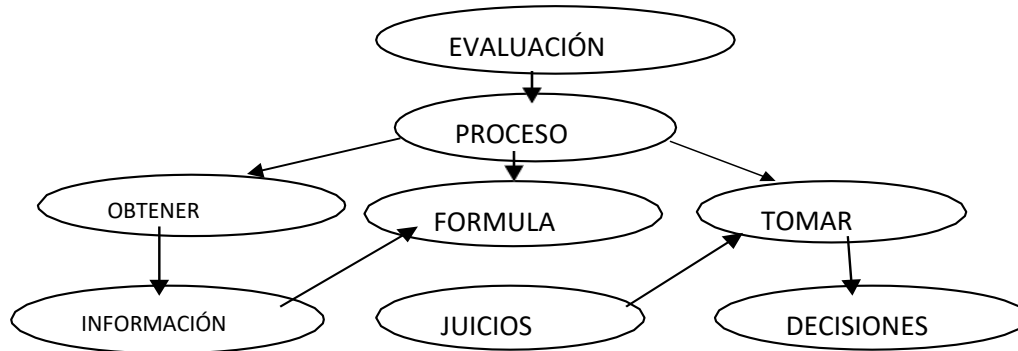 EVALUACIÓN
PROCESO
OBTENER
FORMULA
TOMAR
INFORMACIÓN
JUICIOS
DECISIONES